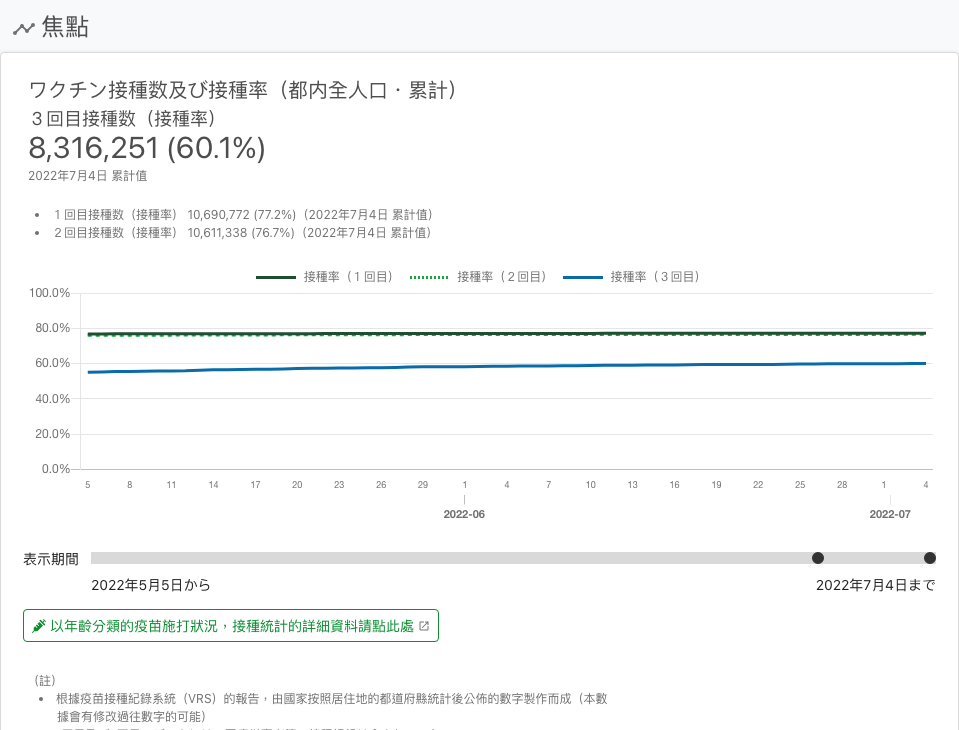 焦點
ワクチン接種数及び接種率（都内全人口・累計）
３回目接種数（接種率）
8,316,251 (60.1%)
2022年7月4日 累計値
• １回目接種数（接種率） 10,690,772 (77.2%)（2022年7月4日 累計値）
• ２回目接種数（接種率） 10,611,338 (76.7%)（2022年7月4日 累計値）
接種率（１回目） 接種率（２回目） 接種率（３回目）
100.0%
80.0%
60.0%
40.0%
20.0%
0.0%
5 8 11 14 17 20 23 26 29 1 4 7 10 13 16 19 22 25 28 1 4
2022-06 2022-07
表示期間
2022年5月5日から 2022年7月4日まで
以年齡分類的疫苗施打狀況，接種統計的詳細資料請點此處
（註）
• 根據疫苗接種紀錄系統（VRS）的報告，由國家按照居住地的都道府縣統計後公佈的數字製作而成（本數
據會有修改過往數字的可能）